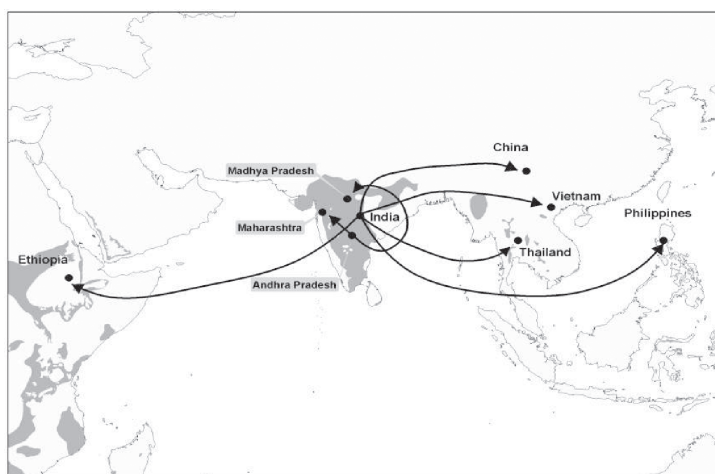 China
Madhya Pradesh
Vietnam
India
Philippines
Maharashtra
Thailand
Ethiopia
Andhra Pradesh